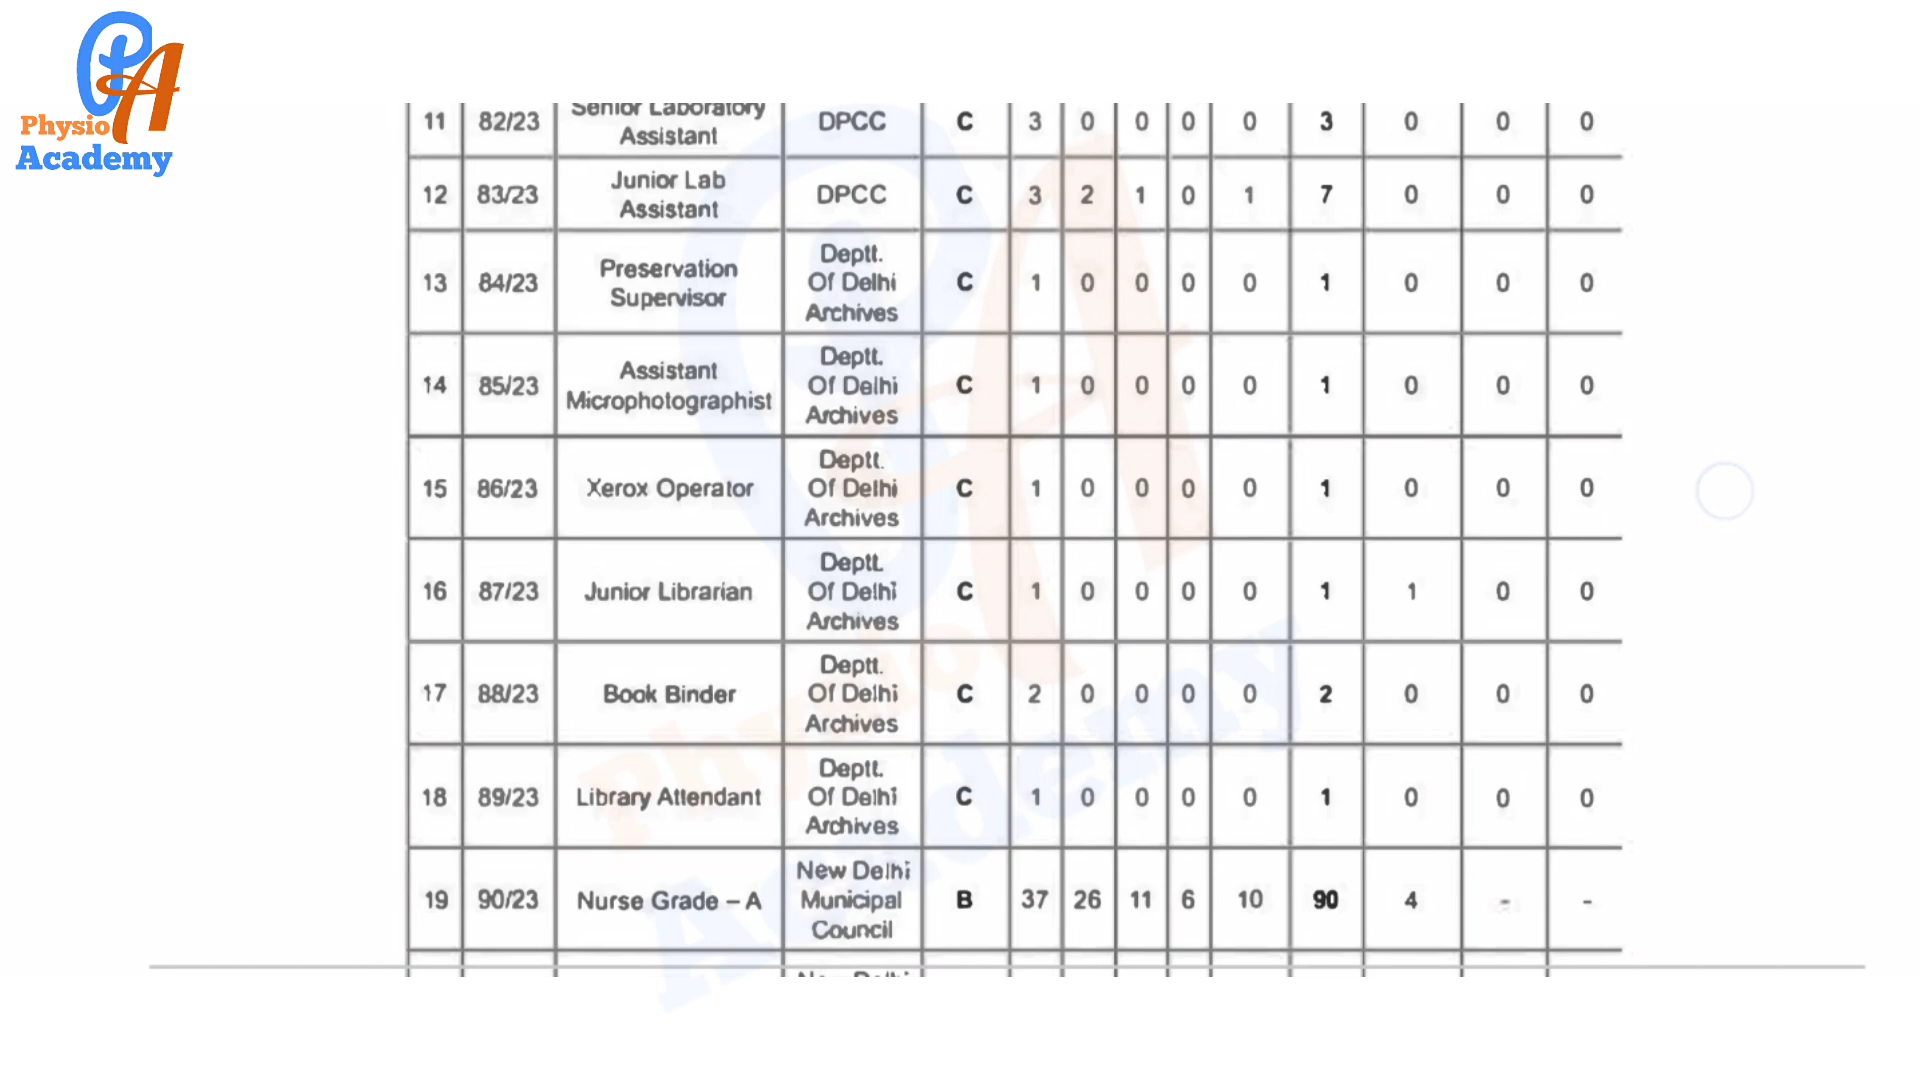 Physio
Academy
11 82/23 Senior Laboratory Assistant DPCC C 3 0 0 0 0 3 0 0 0
12 83/23 Junior Lab Assistant DPCC C 3 2 1 0 1 7 0 0 0
13 84/23 Preservation Supervisor Deptt. Of Delhi Archives C 1 0 0 0 0 1 0 0 0
14 85/23 Assistant Microphotographist Deptt. Of Delhi Archives C 1 0 0 0 0 1 0 0 0
15 86/23 Xerox Operator Deptt. Of Delhi Archives C 1 0 0 0 0 1 0 0 0
16 87/23 Junior Librarian Deptt. Of Delhi Archives C 1 0 0 0 0 1 1 0 0
17 88/23 Book Binder Deptt. Of Delhi Archives C 2 0 0 0 0 2 0 0 0
18 89/23 Library Attendant Deptt. Of Delhi Archives C 1 0 0 0 0 1 0 0 0
19 90/23 Nurse Grade – A New Delhi Municipal Council B 37 26 11 6 10 90 4 - -
New Delhi
Physio
Academy